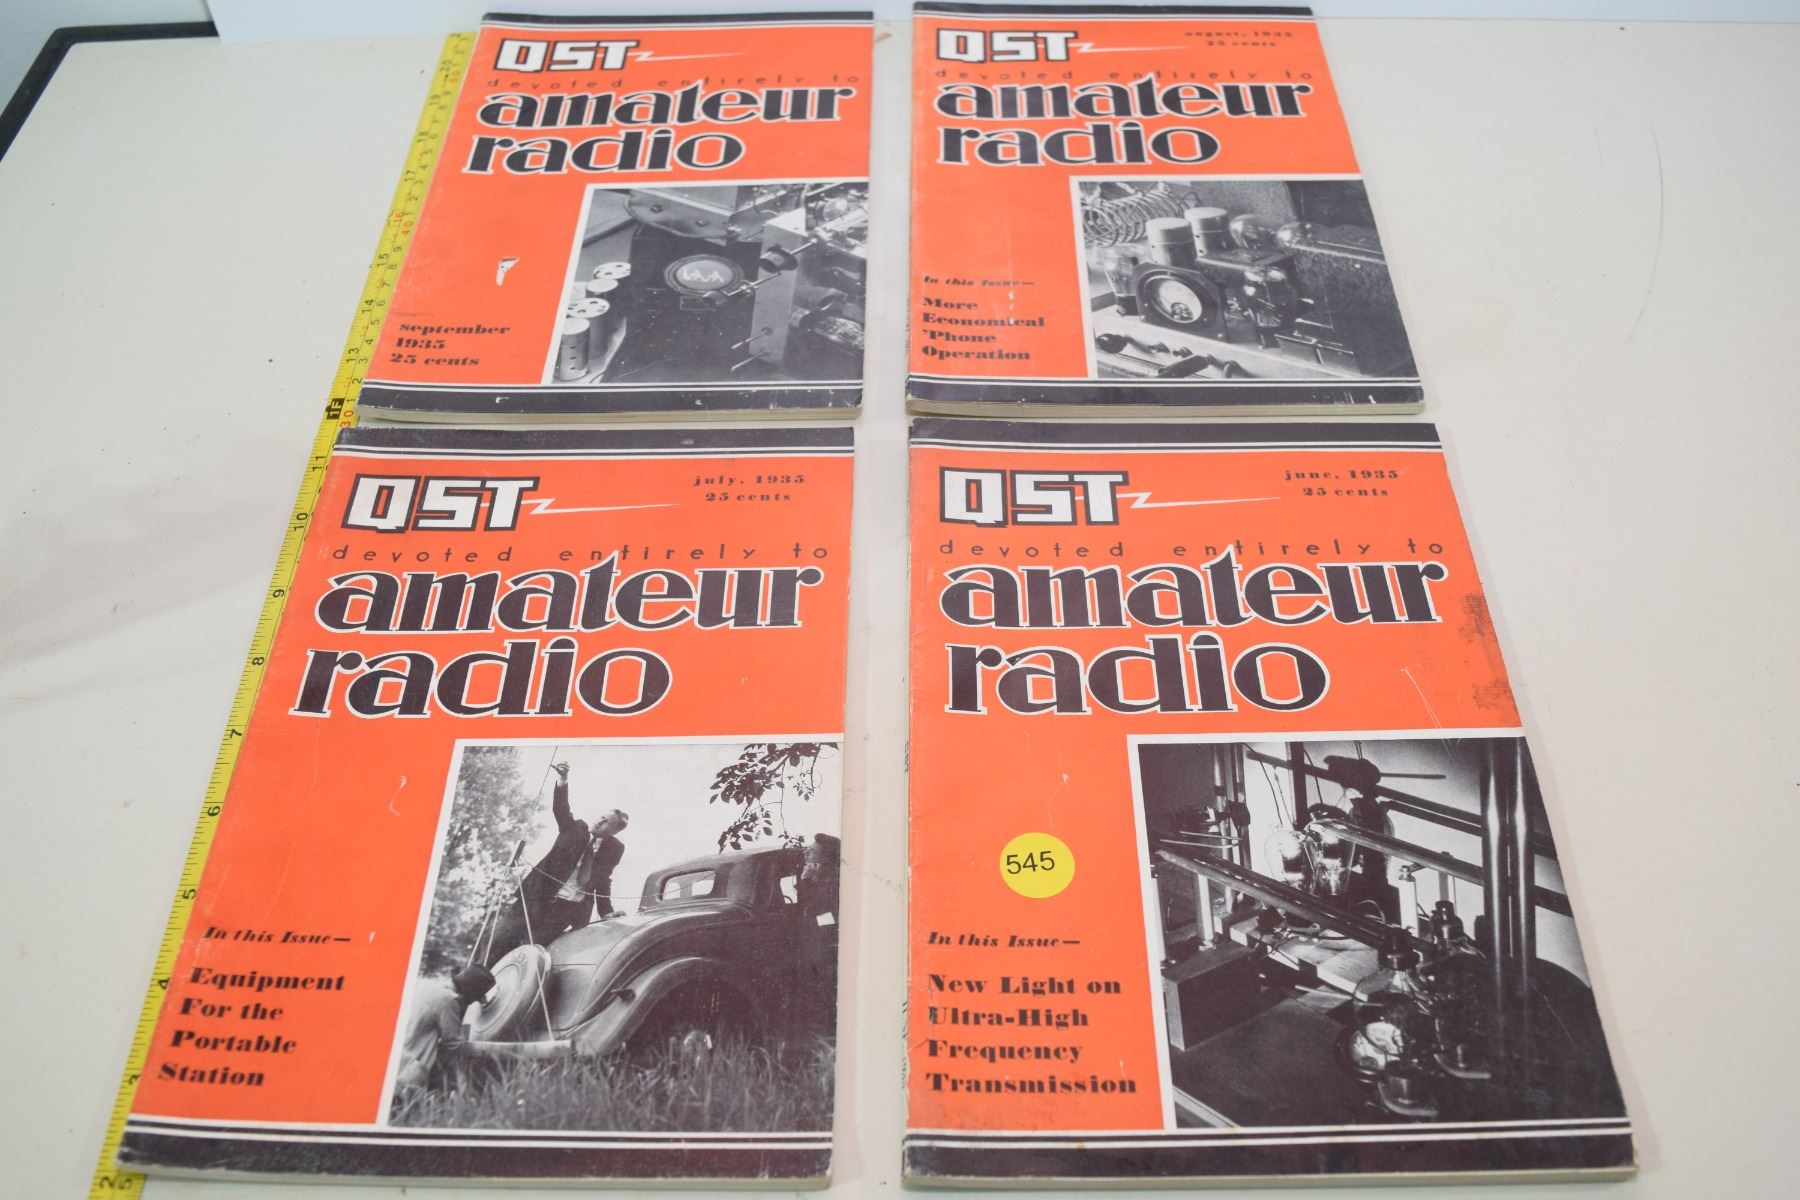 QST
devoted entirely to
amateur
radio
september
1935
25 cents
QST
august, 1935
25 cents
devoted entirely to
amateur
radio
In this Issue—
More
Economical
'Phone
Operation
QST
july, 1935
25 cents
devoted entirely to
amateur
radio
In this Issue—
Equipment
For the
Portable
Station
QST
june, 1935
25 cents
devoted entirely to
amateur
radio
545
In this Issue—
New Light on
Ultra-High
Frequency
Transmission